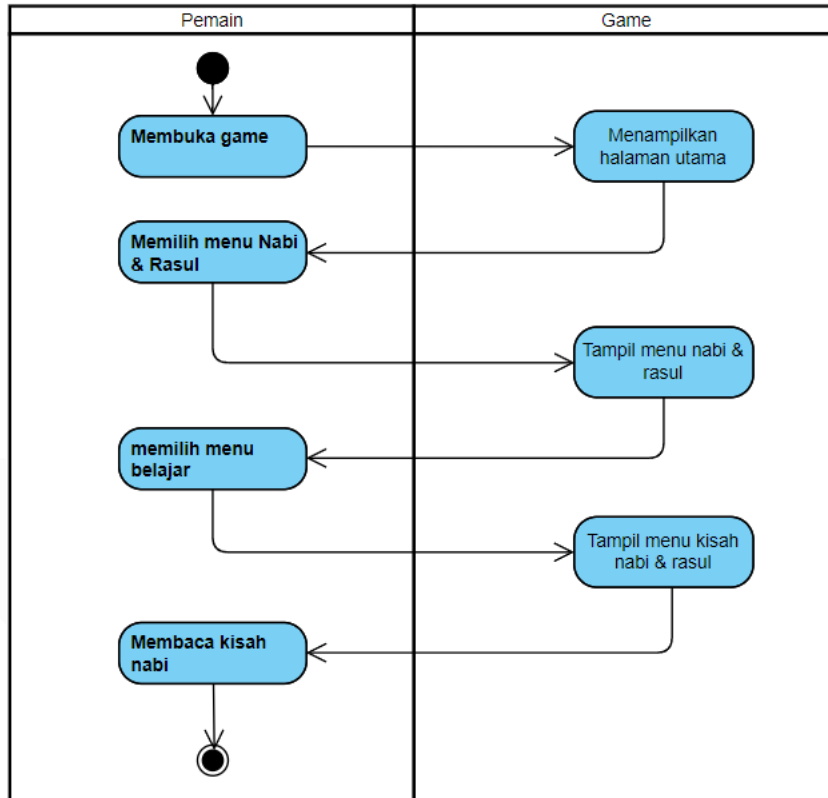 Pemain
Game
Membuka game
Menampilkan
halaman utama
Memilih menu Nabi
& Rasul
Tampil menu nabi &
rasul
memilih menu
belajar
Tampil menu kisah
nabi & rasul
Membaca kisah
nabi